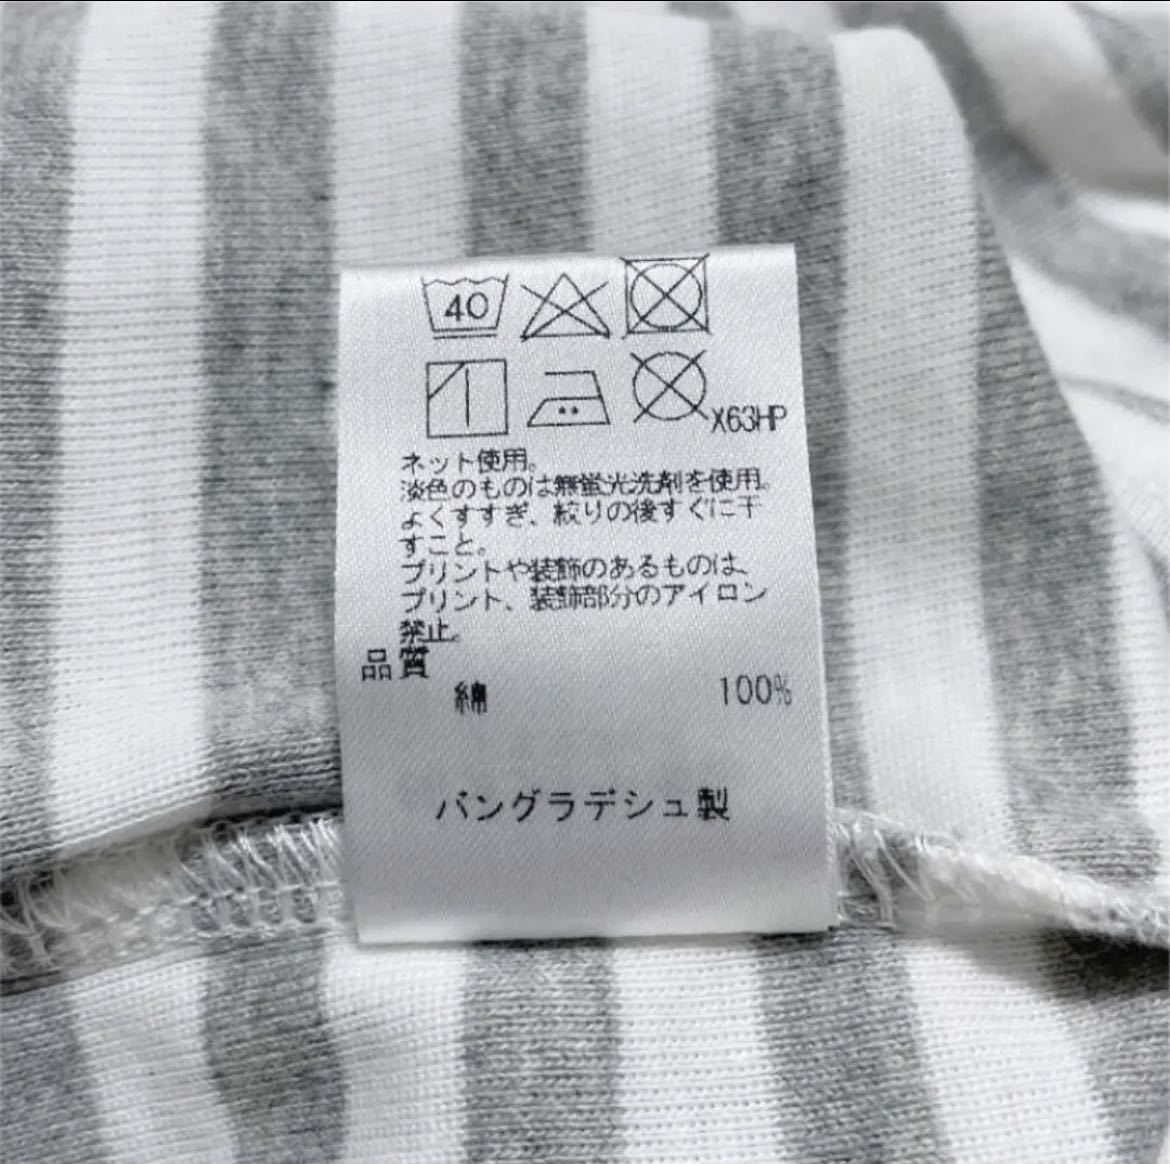 40
X63HP
ネット使用。
淡色のものは無蛍光洗剤を使用。
よくすすぎ、絞りの後すぐに干
すこと。
プリントや装飾のあるものは、
プリント、装飾部分のアイロン
禁止。
品質
綿 100%
バングラデシュ製